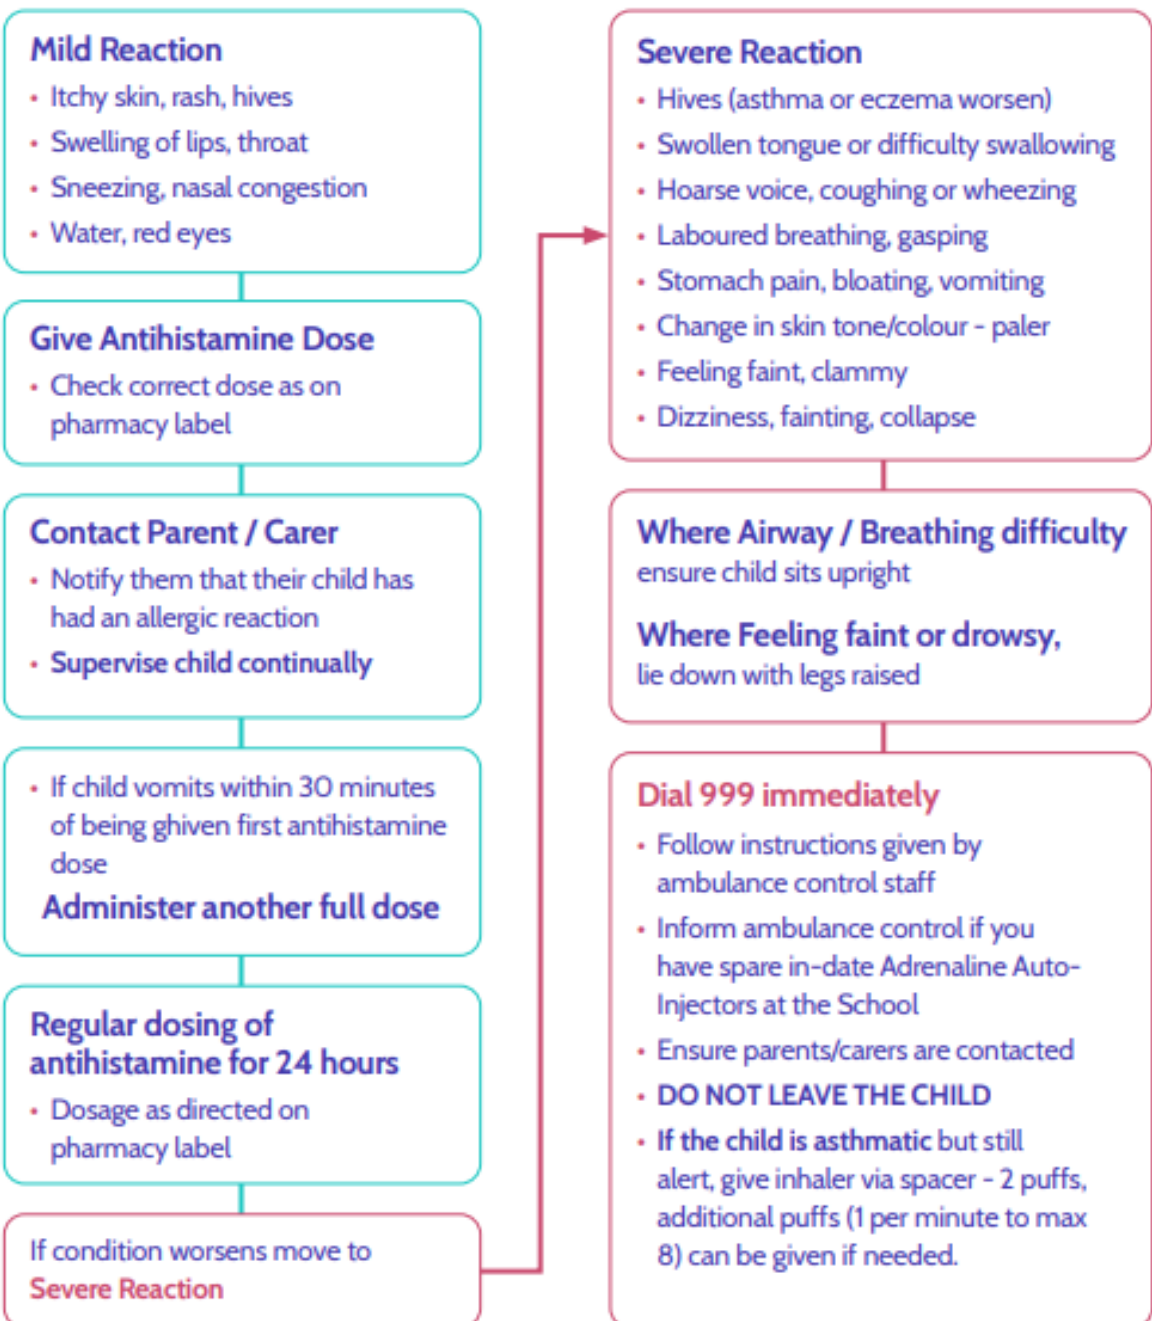 Mild Reaction
• Itchy skin, rash, hives
• Swelling of lips, throat
• Sneezing, nasal congestion
• Water, red eyes
Give Antihistamine Dose
• Check correct dose as on
pharmacy label
Contact Parent / Carer
• Notify them that their child has
had an allergic reaction
• Supervise child continually
• If child vomits within 30 minutes
of being ghiven first antihistamine
dose
Administer another full dose
Regular dosing of
antihistamine for 24 hours
• Dosage as directed on
pharmacy label
If condition worsens move to
Severe Reaction
Severe Reaction
• Hives (asthma or eczema worsen)
• Swollen tongue or difficulty swallowing
• Hoarse voice, coughing or wheezing
• Laboured breathing, gasping
• Stomach pain, bloating, vomiting
• Change in skin tone/colour - paler
• Feeling faint, clammy
• Dizziness, fainting, collapse
Where Airway / Breathing difficulty
ensure child sits upright
Where Feeling faint or drowsy,
lie down with legs raised
Dial 999 immediately
• Follow instructions given by
ambulance control staff
• Inform ambulance control if you
have spare in-date Adrenaline Auto-
Injectors at the School
• Ensure parents/carers are contacted
• DO NOT LEAVE THE CHILD
• If the child is asthmatic but still
alert, give inhaler via spacer - 2 puffs,
additional puffs (1 per minute to max
8) can be given if needed.